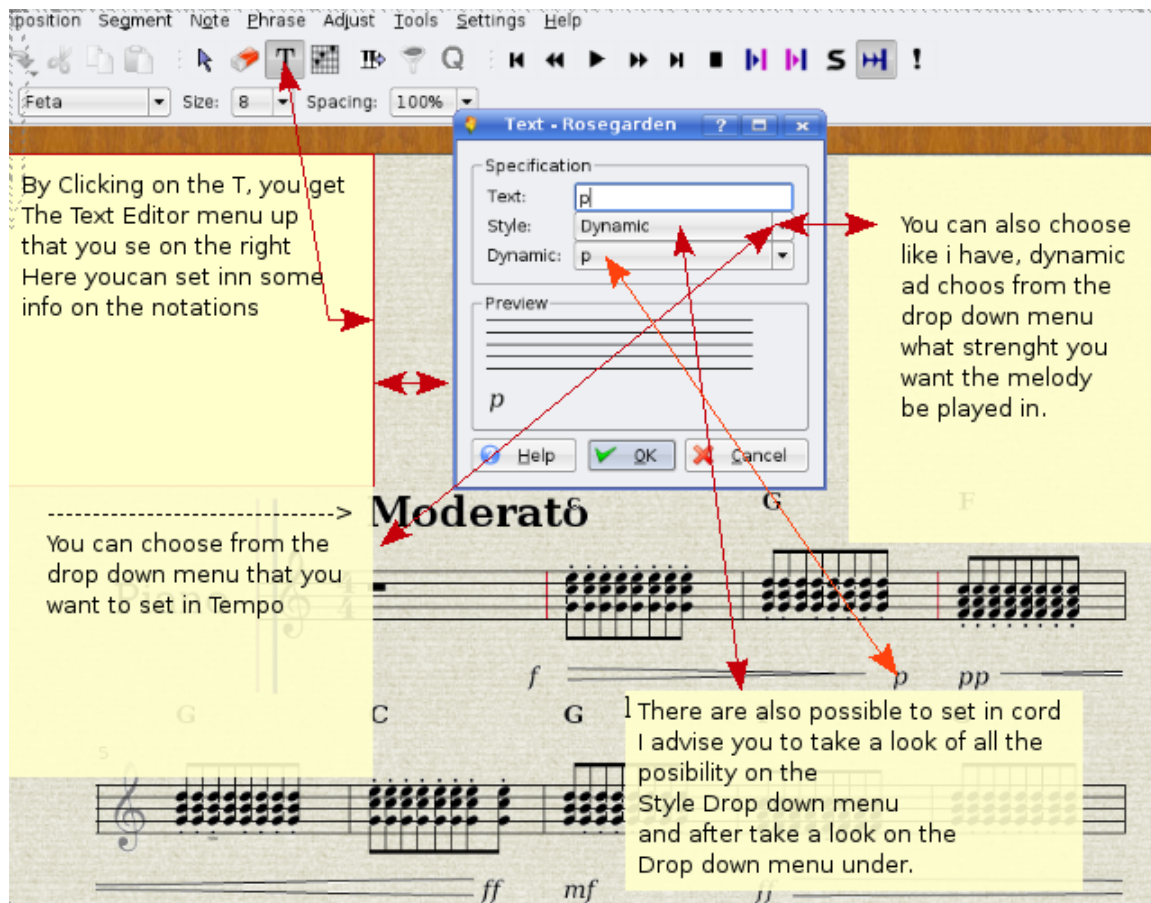 position Segment Note Phrase Adjust Tools Settings Help
T Q S !
Feta Size: 8 Spacing: 100%
Text - Rosegarden ?
Specification
Text: p
Style: Dynamic
Dynamic: p
Preview
p
Help OK Cancel
By Clicking on the T, you get
The Text Editor menu up
that you se on the right
Here youcan set inn some
info on the notations
You can also choose
like i have, dynamic
ad choos from the
drop down menu
what strenght you
want the melody
be played in.
------------------------------>
You can choose from the
drop down menu that you
want to set in Tempo
Moderato G F
Piano 4 4
f p pp
G C G
5
There are also possible to set in cord
I advise you to take a look of all the
posibility on the
Style Drop down menu
and after take a look on the
Drop down menu under.
ff mf ff